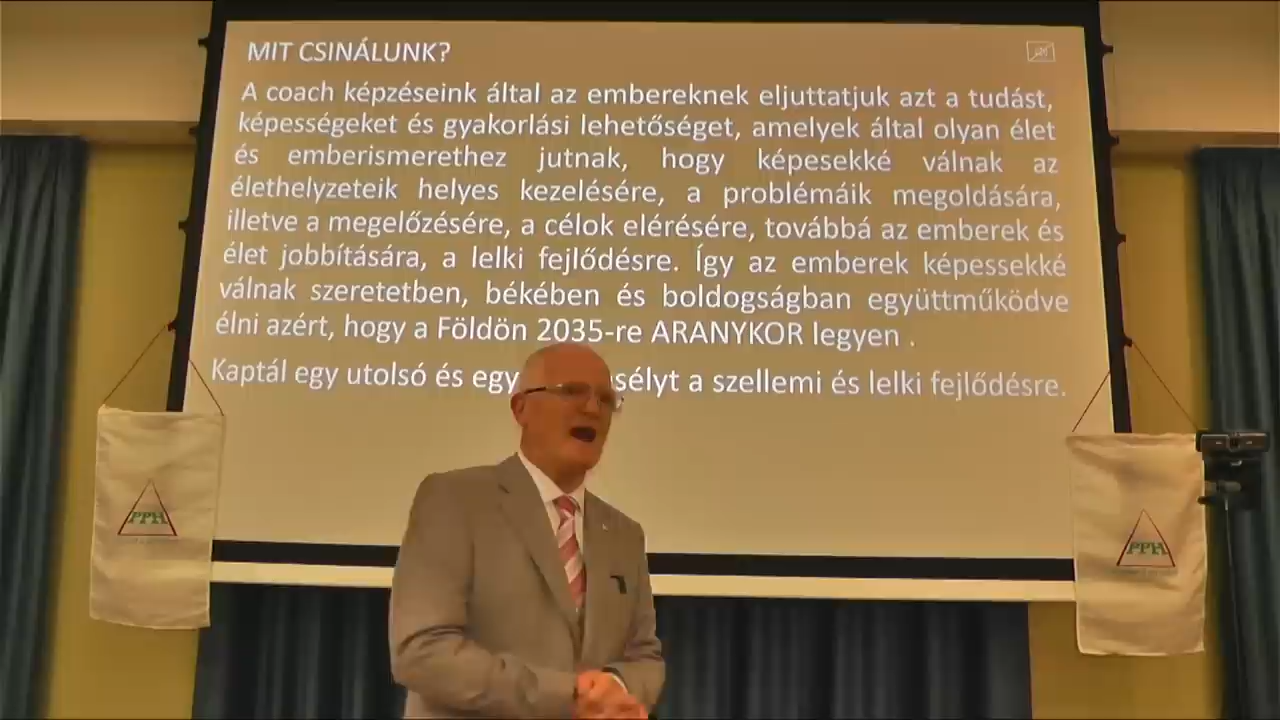 MIT CSINÁLUNK?
A coach képzéseink által az embereknek eljuttatjuk azt a tudást,
képességeket és gyakorlási lehetőséget, amelyek által olyan élet
és emberismerethez jutnak, hogy képesekké válnak az
élethelyzeteik helyes kezelésére, a problémáik megoldására,
illetve a megelőzésére, a célok elérésére, továbbá az emberek és
élet jobbítására, a lelki fejlődésre. Így az emberek képessekké
válnak szeretetben, békében és boldogságban együttműködve
élni azért, hogy a Földön 2035-re ARANYKOR legyen .
Kaptál egy utolsó és egy sélyt a szellemi és lelki fejlődésre.
PPH
PPH